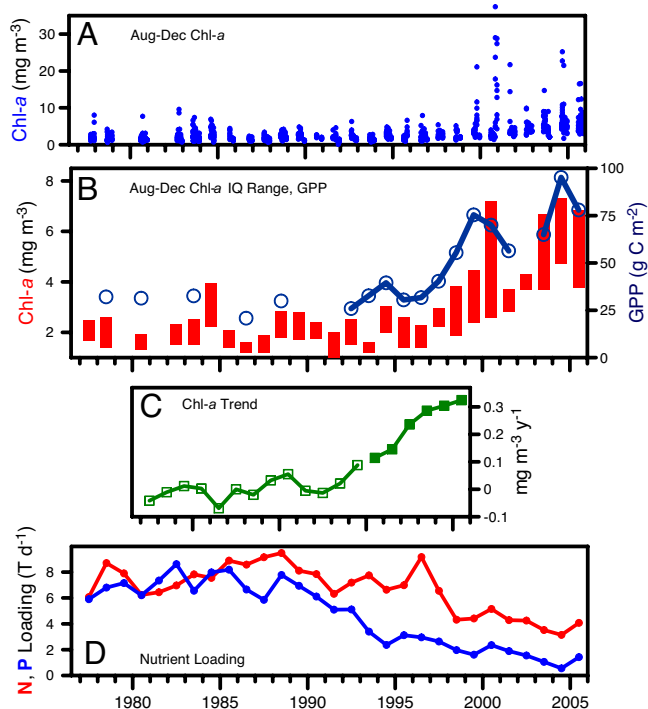 A
Aug-Dec Chl-a
Chl-a (mg m-3)
30
20
10
0
B
Aug-Dec Chl-a IQ Range, GPP
Chl-a (mg m-3)
8
6
4
2
100
75
50
25
0
GPP (g C m-2)
C
Chl-a Trend
0.3
0.2
0.1
0
-0.1
mg m-3 y-1
N, P Loading (T d-1)
8
6
4
2
0
D
Nutrient Loading
1980 1985 1990 1995 2000 2005